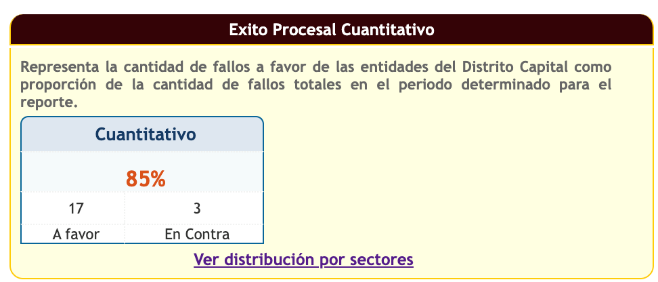 Exito Procesal Cuantitativo
Representa la cantidad de fallos a favor de las entidades del Distrito Capital como
proporción de la cantidad de fallos totales en el periodo determinado para el
reporte.
Cuantitativo
85%
17 3
A favor En Contra
Ver distribución por sectores